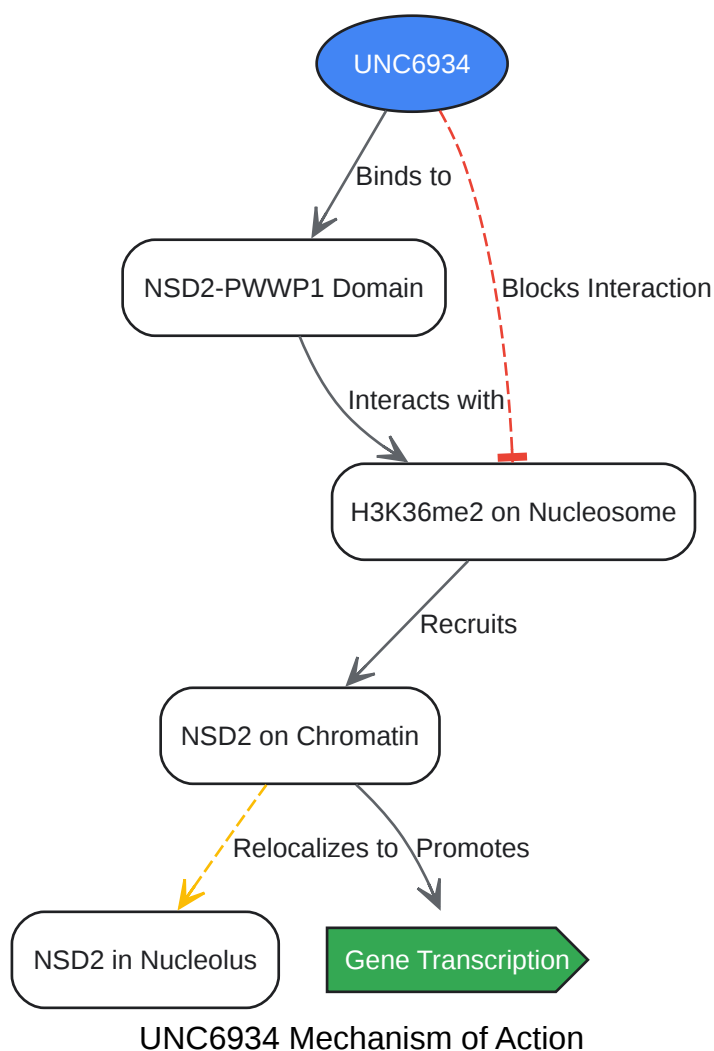 UNC6934
Binds to
NSD2-PWWP1 Domain
Blocks Interaction
Interacts with
H3K36me2 on Nucleosome
Recruits
NSD2 on Chromatin
Relocalizes to
Promotes
NSD2 in Nucleolus
Gene Transcription
UNC6934 Mechanism of Action